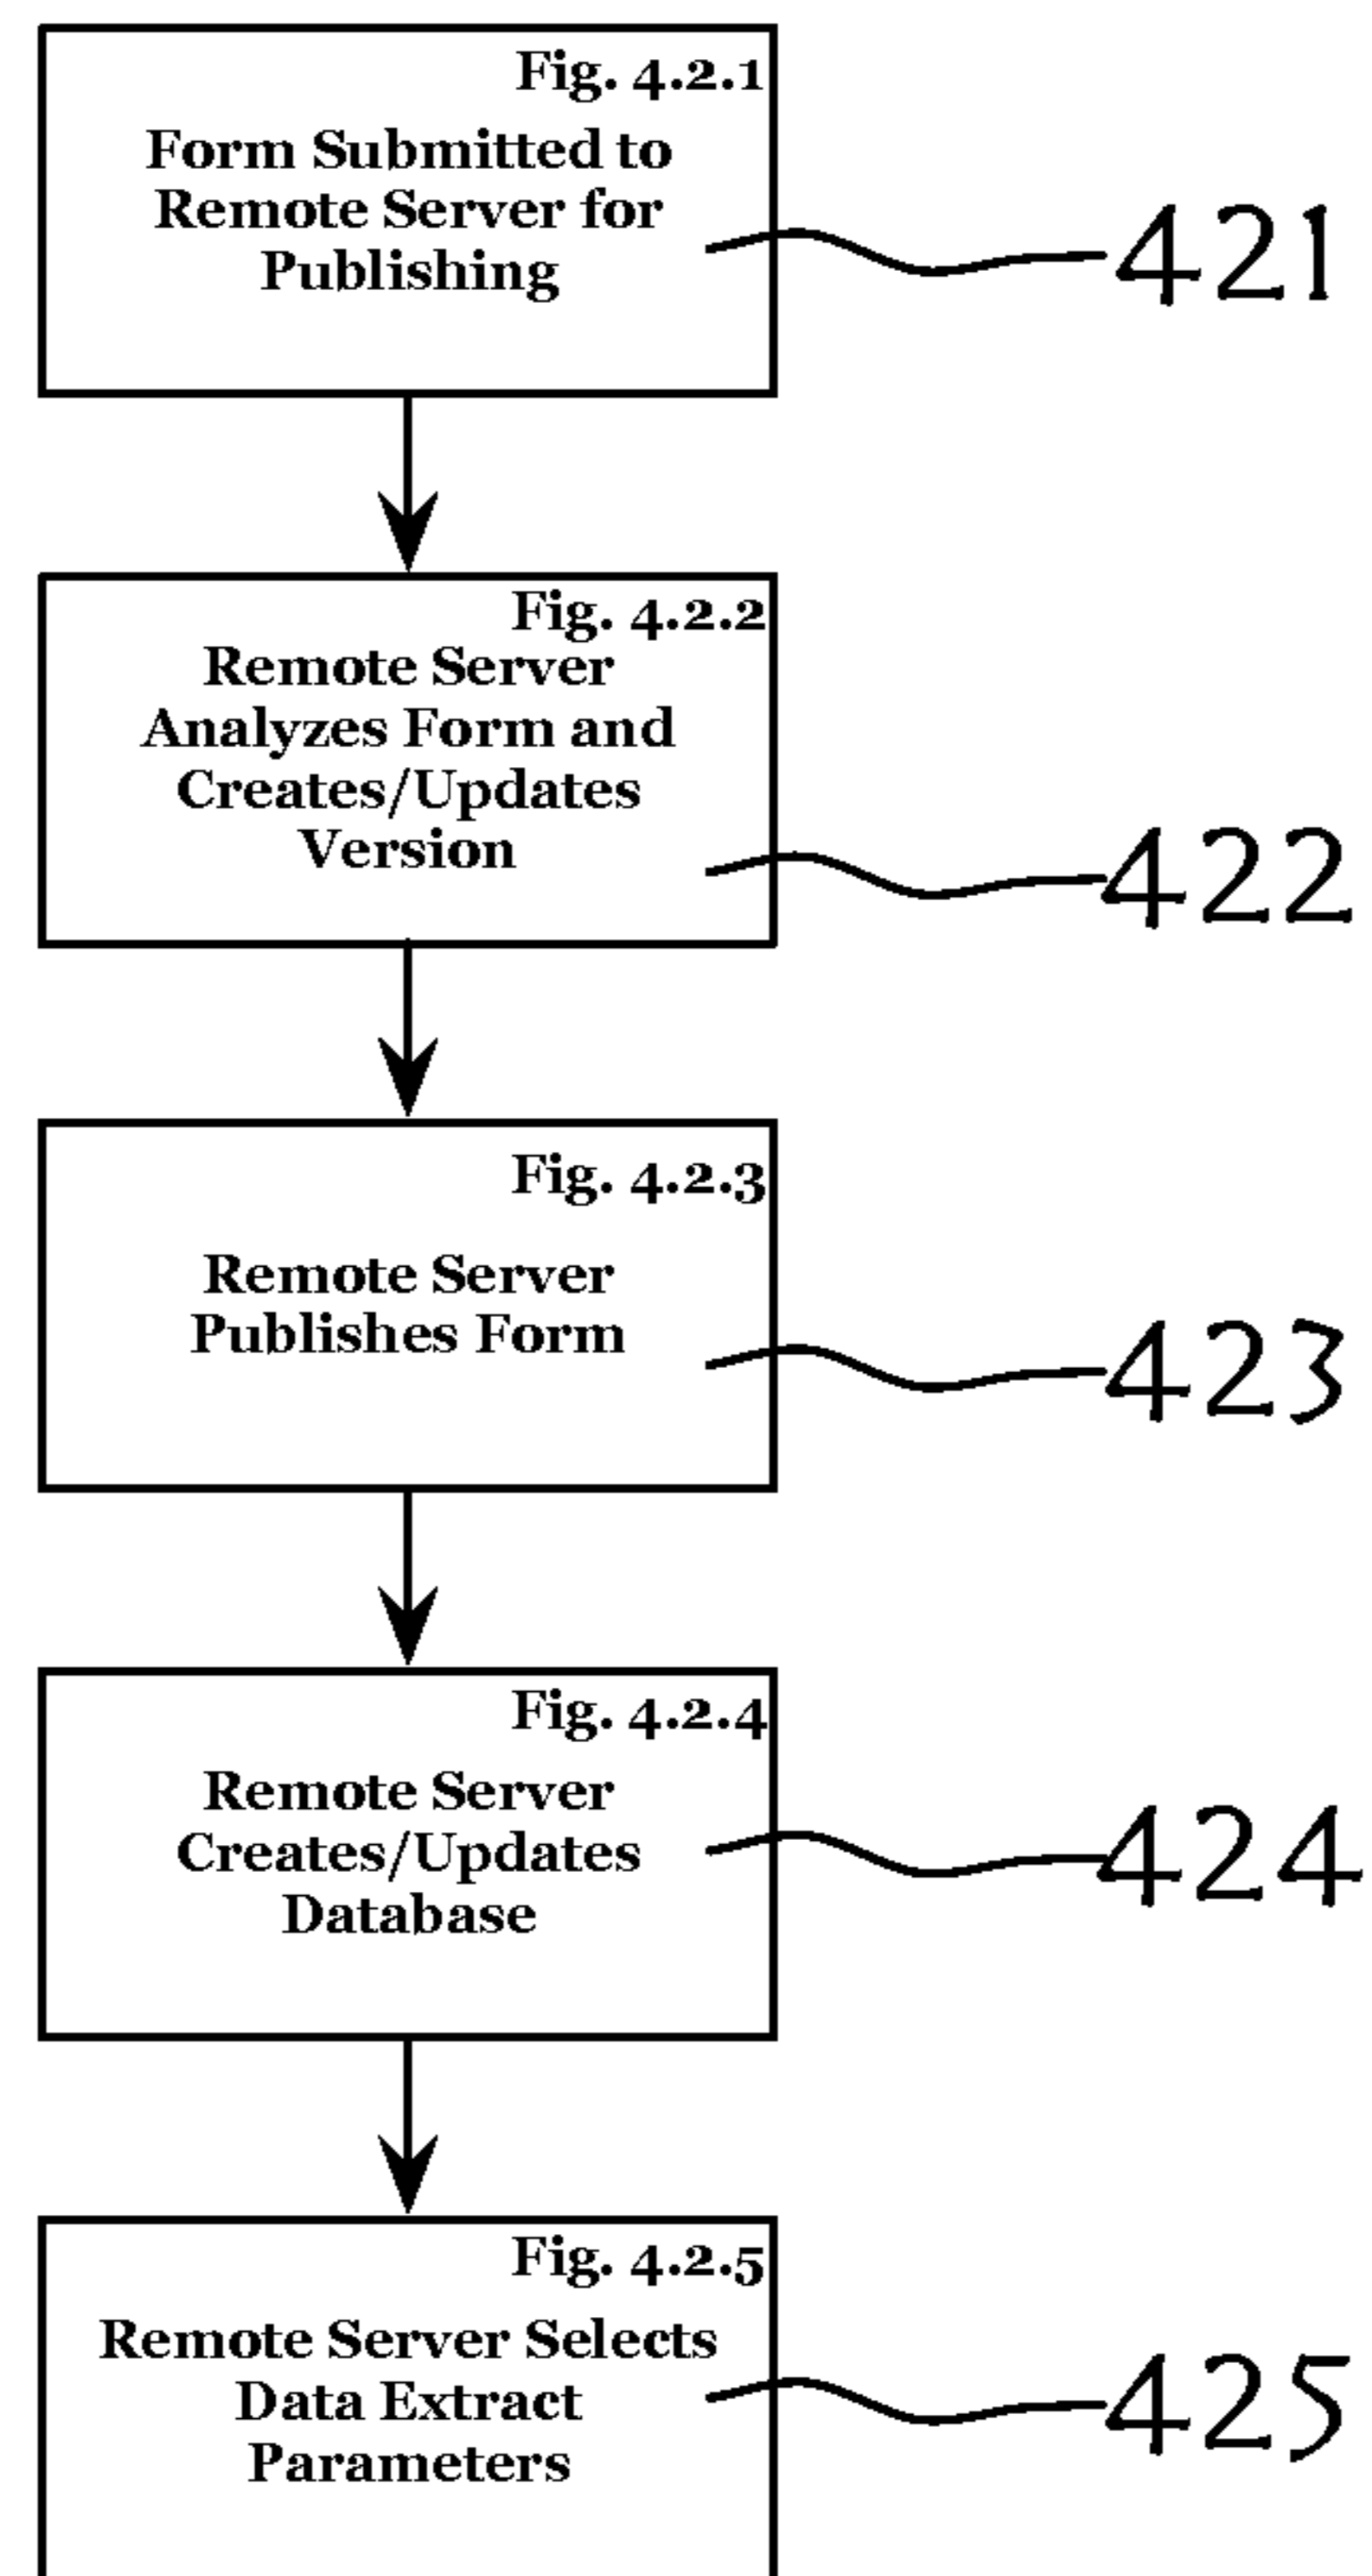 Fig. 4.2.1
Form Submitted to
Remote Server for
Publishing
421
Fig. 4.2.2
Remote Server
Analyzes Form and
Creates/Updates
Version
422
Fig. 4.2.3
Remote Server
Publishes Form
423
Fig. 4.2.4
Remote Server
Creates/Updates
Database
424
Fig. 4.2.5
Remote Server Selects
Data Extract
Parameters
425